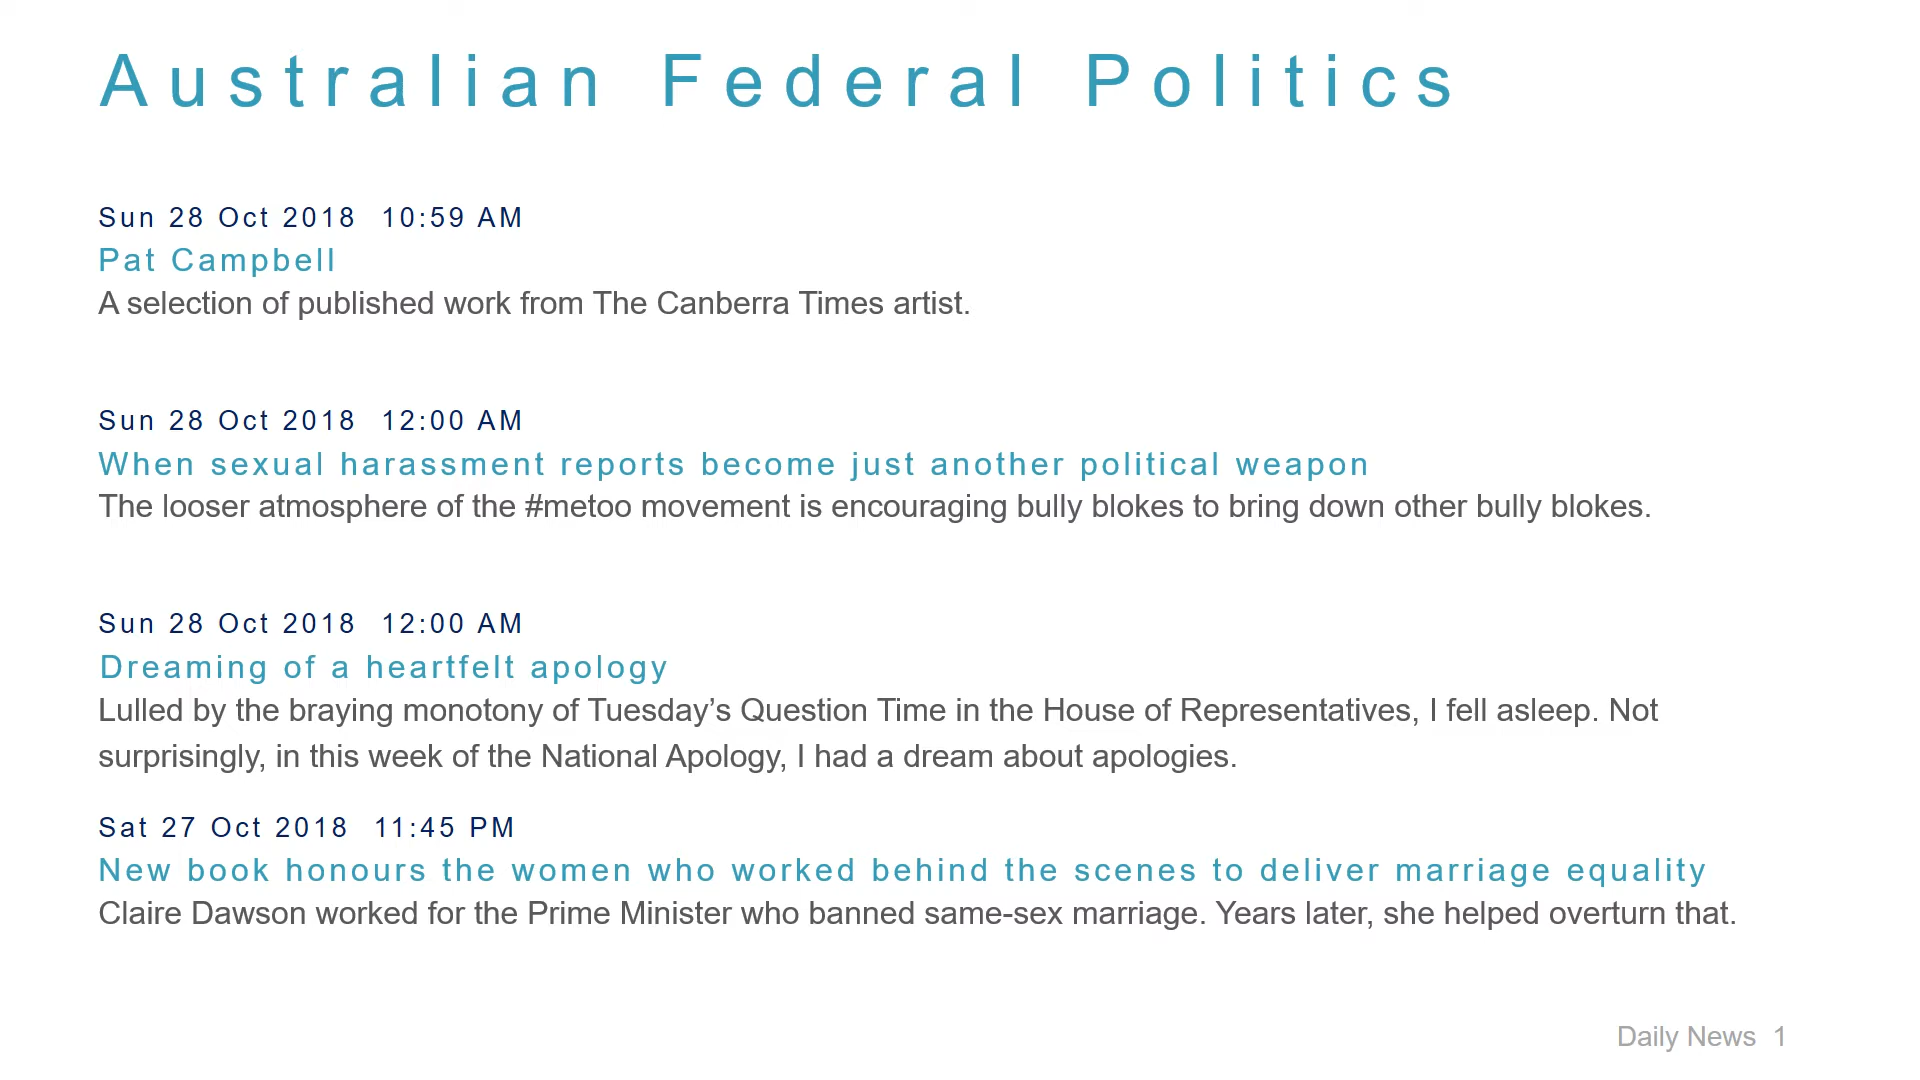 Australian Federal Politics
Sun 28 Oct 2018  10:59 AM
Pat Campbell
A selection of published work from The Canberra Times artist.
Sun 28 Oct 2018  12:00 AM
When sexual harassment reports become just another political weapon
The looser atmosphere of the #metoo movement is encouraging bully blokes to bring down other bully blokes.
Sun 28 Oct 2018  12:00 AM
Dreaming of a heartfelt apology
Lulled by the braying monotony of Tuesday’s Question Time in the House of Representatives, I fell asleep. Not
surprisingly, in this week of the National Apology, I had a dream about apologies.
Sat 27 Oct 2018  11:45 PM
New book honours the women who worked behind the scenes to deliver marriage equality
Claire Dawson worked for the Prime Minister who banned same-sex marriage. Years later, she helped overturn that.
Daily News  1